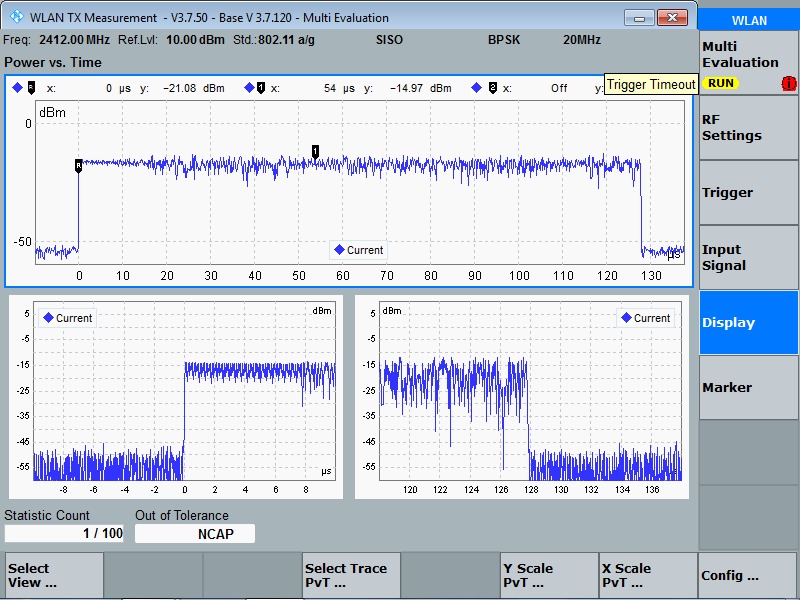 WLAN TX Measurement - V3.7.50 - Base V 3.7.120 - Multi Evaluation
WLAN
Freq: 2412.00 MHz Ref.Lvl: 10.00 dBm Std.: 802.11 a/g SISO BPSK 20MHz
Power vs. Time
R x: 0 µs y: -21.08 dBm 1 x: 54 µs y: -14.97 dBm 2 x: Off y:
Trigger Timeout
dBm
0
-50
R
1
Current
µs
0 10 20 30 40 50 60 70 80 90 100 110 120 130
dBm
Current
5
-5
-15
-25
-35
-45
-55
µs
-8 -6 -4 -2 0 2 4 6 8
dBm
Current
5
-5
-15
-25
-35
-45
-55
120 122 124 126 128 130 132 134 136
Statistic Count
1 / 100
Out of Tolerance
NCAP
Multi
Evaluation
RUN
RF
Settings
Trigger
Input
Signal
Display
Marker
Select
View ...
Select Trace
PvT ...
Y Scale
PvT ...
X Scale
PvT ...
Config ...